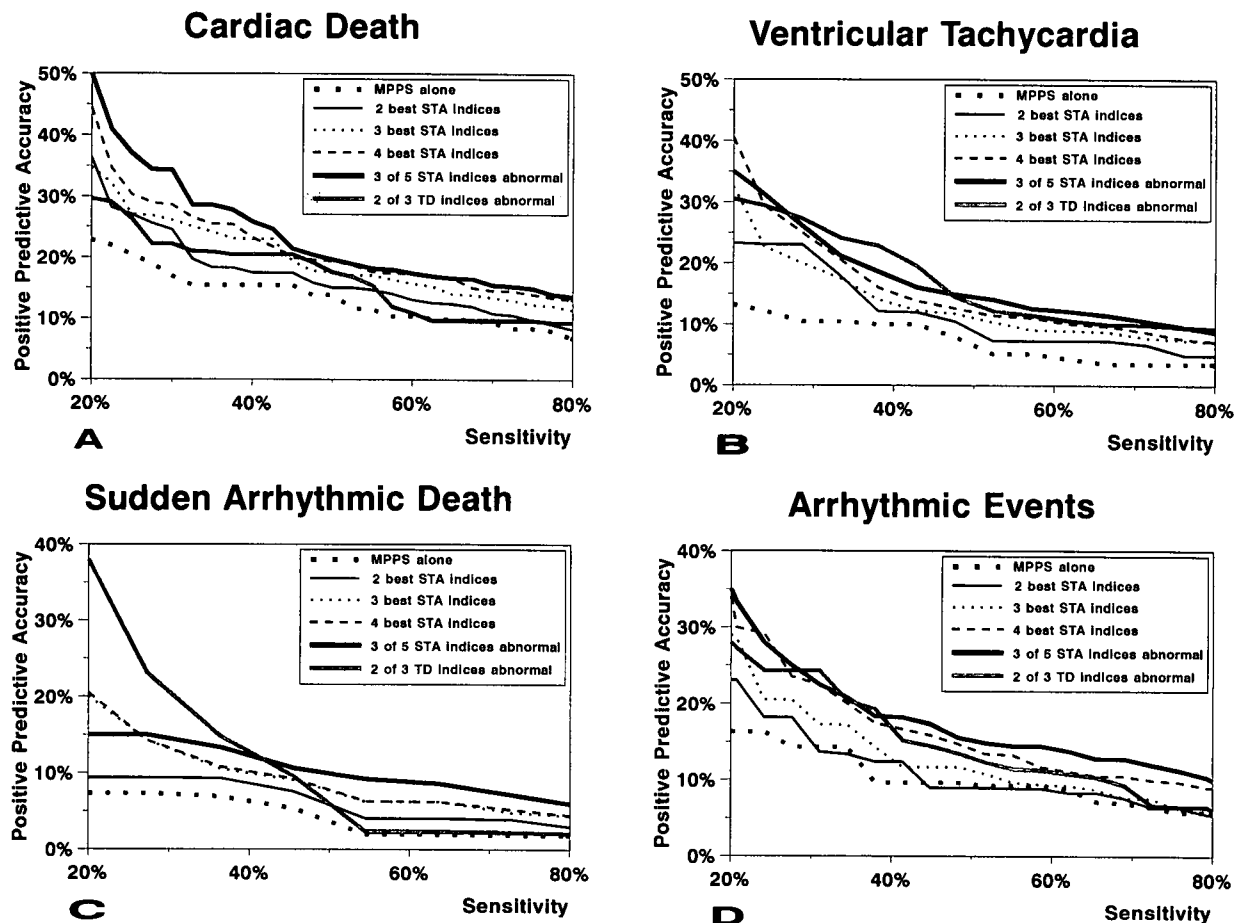 Cardiac Death
Positive Predictive Accuracy
50%
40%
30%
20%
10%
0%
MPPS alone
2 best STA indices
3 best STA indices
4 best STA indices
3 of 5 STA indices abnormal
2 of 3 TD indices abnormal
20%
40%
60%
80%
A
Sensitivity
Ventricular Tachycardia
Positive Predictive Accuracy
50%
40%
30%
20%
10%
0%
MPPS alone
2 best STA indices
3 best STA indices
4 best STA indices
3 of 5 STA indices abnormal
2 of 3 TD indices abnormal
20%
40%
60%
80%
B
Sensitivity
Sudden Arrhythmic Death
Positive Predictive Accuracy
40%
30%
20%
10%
0%
MPPS alone
2 best STA indices
3 best STA indices
4 best STA indices
3 of 5 STA indices abnormal
2 of 3 TD indices abnormal
20%
40%
60%
80%
C
Sensitivity
Arrhythmic Events
Positive Predictive Accuracy
40%
30%
20%
10%
0%
MPPS alone
2 best STA indices
3 best STA indices
4 best STA indices
3 of 5 STA indices abnormal
2 of 3 TD indices abnormal
20%
40%
60%
80%
D
Sensitivity